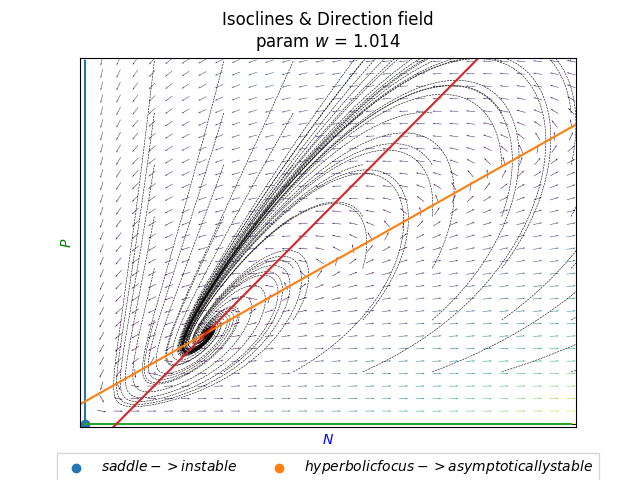 Isoclines & Direction field
param w = 1.014
P
N
saddle−>instable
hyperbolicfocus−>asymptoticallystable